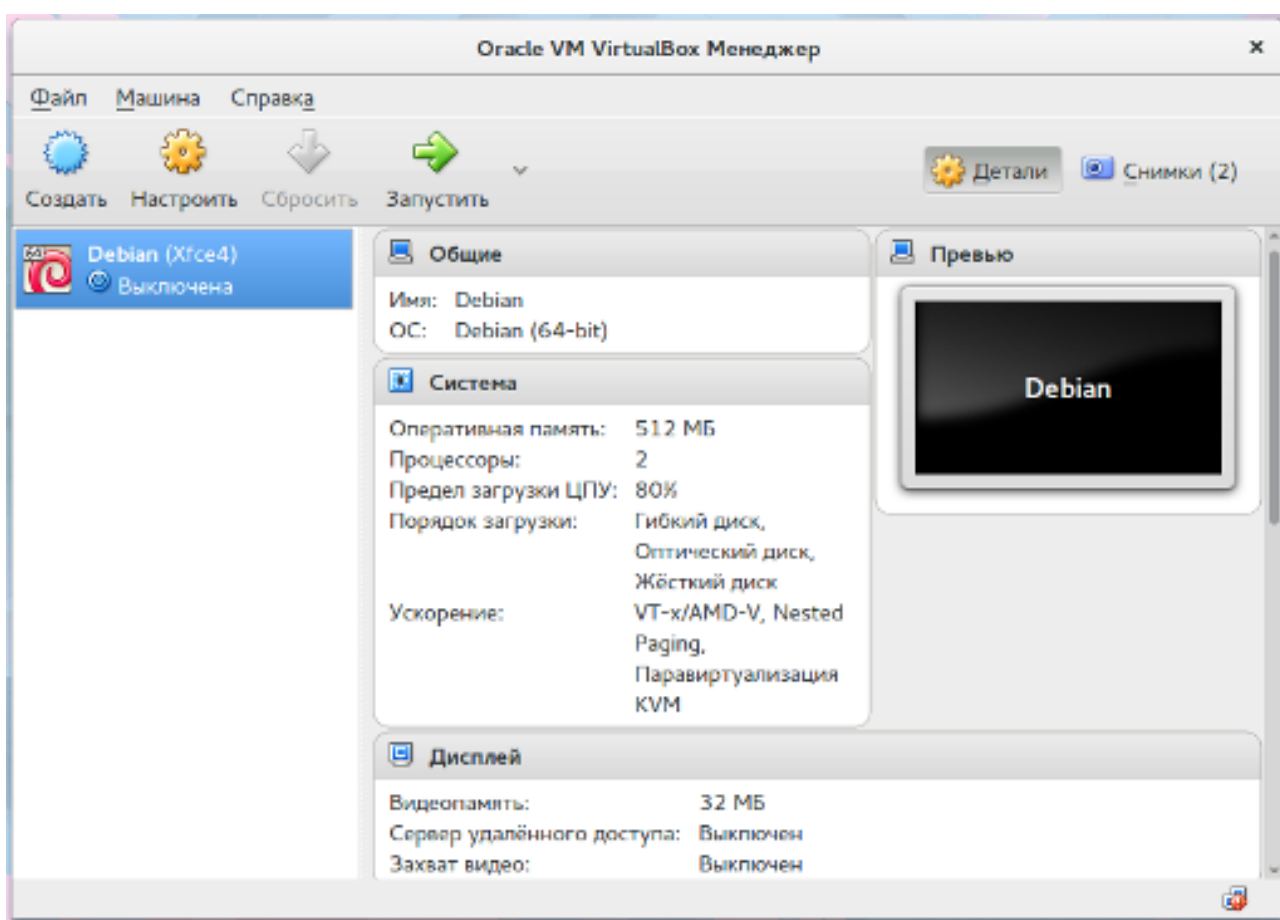 Oracle VM VirtualBox Менеджер
Файл Машина Справка
Создать Настроить Сбросить Запустить
Детали Снимки (2)
64
Debian (Xfce4)
Выключена
Общие
Имя: Debian
ОС: Debian (64-bit)
Превью
Debian
Система
Оперативная память: 512 МБ
Процессоры: 2
Предел загрузки ЦПУ: 80%
Порядок загрузки: Гибкий диск,
Оптический диск,
Жёсткий диск
Ускорение: VT-x/AMD-V, Nested
Paging,
Паравиртуализация
KVM
Дисплей
Видеопамять: 32 МБ
Сервер удалённого доступа: Выключен
Захват видео: Выключен